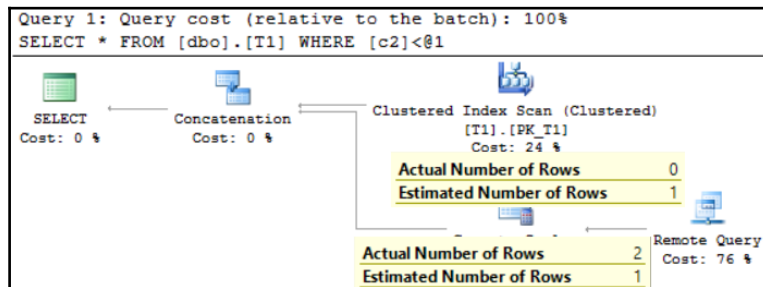 Query 1: Query cost (relative to the batch): 100%
SELECT * FROM [dbo].[T1] WHERE [c2]<@1
SELECT
Cost: 0 %
Concatenation
Cost: 0 %
Clustered Index Scan (Clustered)
[T1].[PK_T1]
Cost: 24 %
Actual Number of Rows 0
Estimated Number of Rows 1
Remote Query
Cost: 76 %
Actual Number of Rows 2
Estimated Number of Rows 1